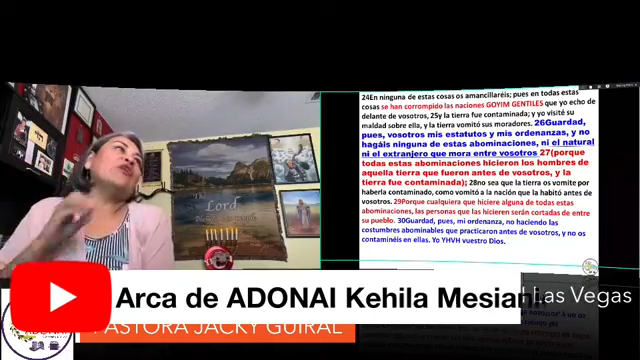 24En ninguna de estas cosas os amancillaréis; pues en todas estas
cosas se han corrompido las naciones GOYIM GENTILES que yo echo de
delante de vosotros, 25y la tierra fue contaminada; y yo visité su
maldad sobre ella, y la tierra vomitó sus moradores. 26Guardad,
pues, vosotros mis estatutos y mis ordenanzas, y no
hagáis ninguna de estas abominaciones, ni el natural
ni el extranjero que mora entre vosotros 27(porque
todas estas abominaciones hicieron los hombres de
aquella tierra que fueron antes de vosotros, y la
tierra fue contaminada); 28no sea que la tierra os vomite por
haberla contaminado, como vomitó a la nación que la habitó antes de
vosotros. 29Porque cualquiera que hiciere alguna de todas estas
abominaciones, las personas que las hicieren serán cortadas de entre
su pueblo. 30Guardad, pues, mi ordenanza, no haciendo las
costumbres abominables que practicaron antes de vosotros, y no os
contaminéis en ellas. Yo YHVH vuestro Dios.
Lord
Arca de ADONAI Kehila Mesiani
Las Vegas
PASTORA JACKY GUIRAL
ADONAI